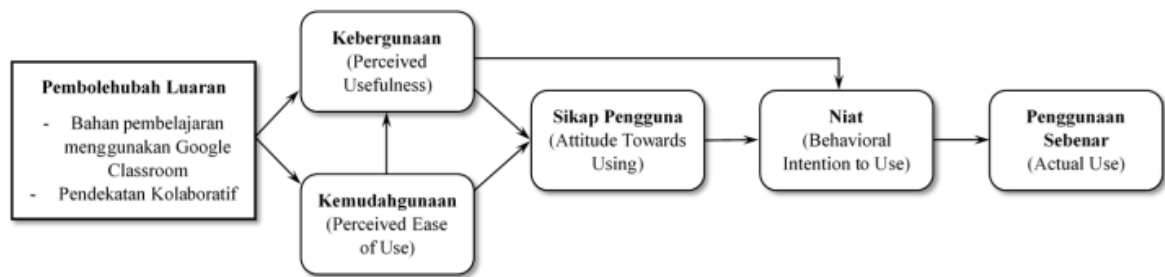 Pembolehubah Luaran
- Bahan pembelajaran
menggunakan Google
Classroom
- Pendekatan Kolaboratif
Kebergunaan
(Perceived
Usefulness)
Kemudahgunaan
(Perceived Ease
of Use)
Sikap Pengguna
(Attitude Towards
Using)
Niat
(Behavioral
Intention to Use)
Penggunaan
Sebenar
(Actual Use)